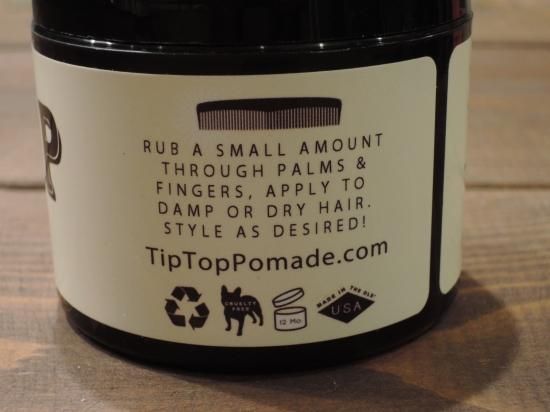 P
RUB A SMALL AMOUNT
THROUGH PALMS &
FINGERS, APPLY TO
DAMP OR DRY HAIR.
STYLE AS DESIRED!
TipTopPomade.com
CRUELTY
FREE
12 Mo.
MADE IN THE OLE'
USA